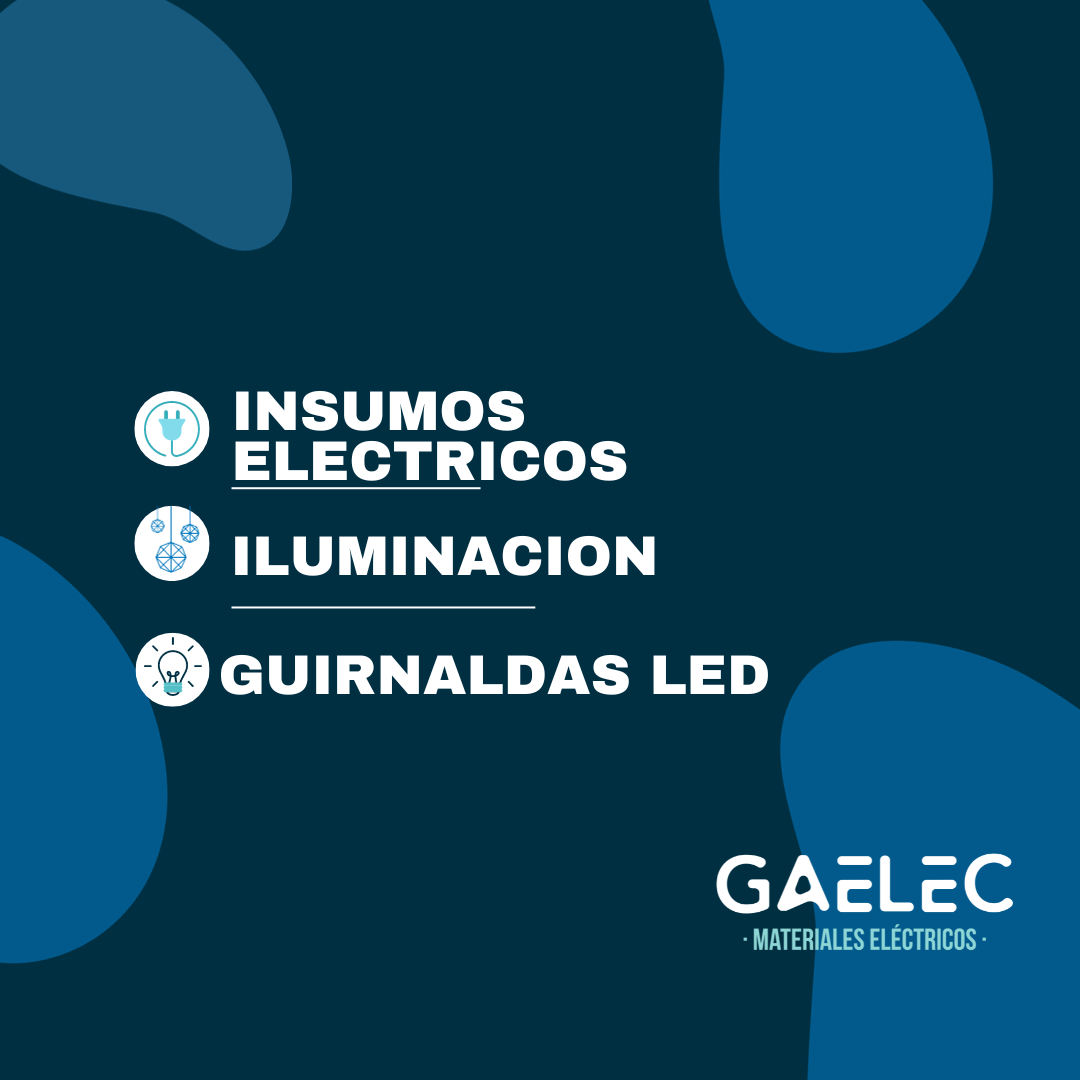 INSUMOS
ELECTRICOS
ILUMINACION
GUIRNALDAS LED
GAELEC
· MATERIALES ELÉCTRICOS ·